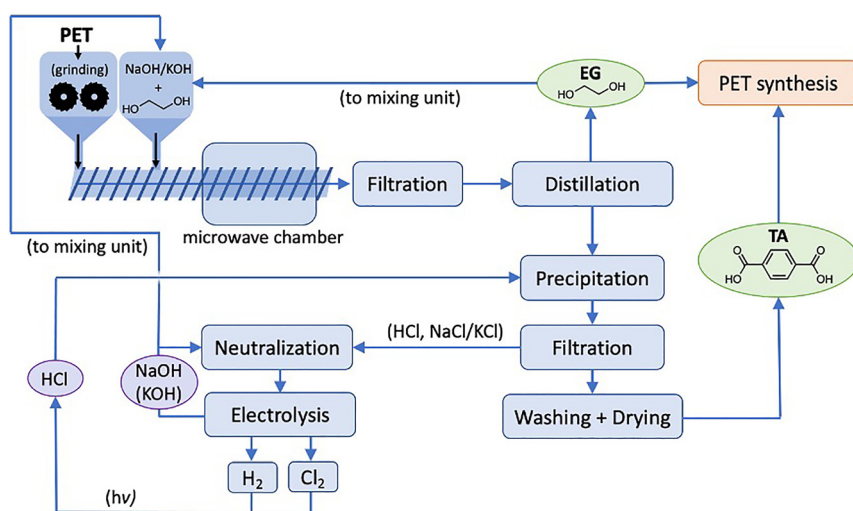 PET
(grinding)
NaOH/KOH
+
HO
OH
EG
HO
OH
(to mixing unit)
PET synthesis
Filtration
Distillation
microwave chamber
(to mixing unit)
TA
O
O
HO
OH
Precipitation
(HCl, NaCl/KCl)
Neutralization
Filtration
HCl
NaOH
(KOH)
Electrolysis
Washing + Drying
H₂
Cl₂
(hν)